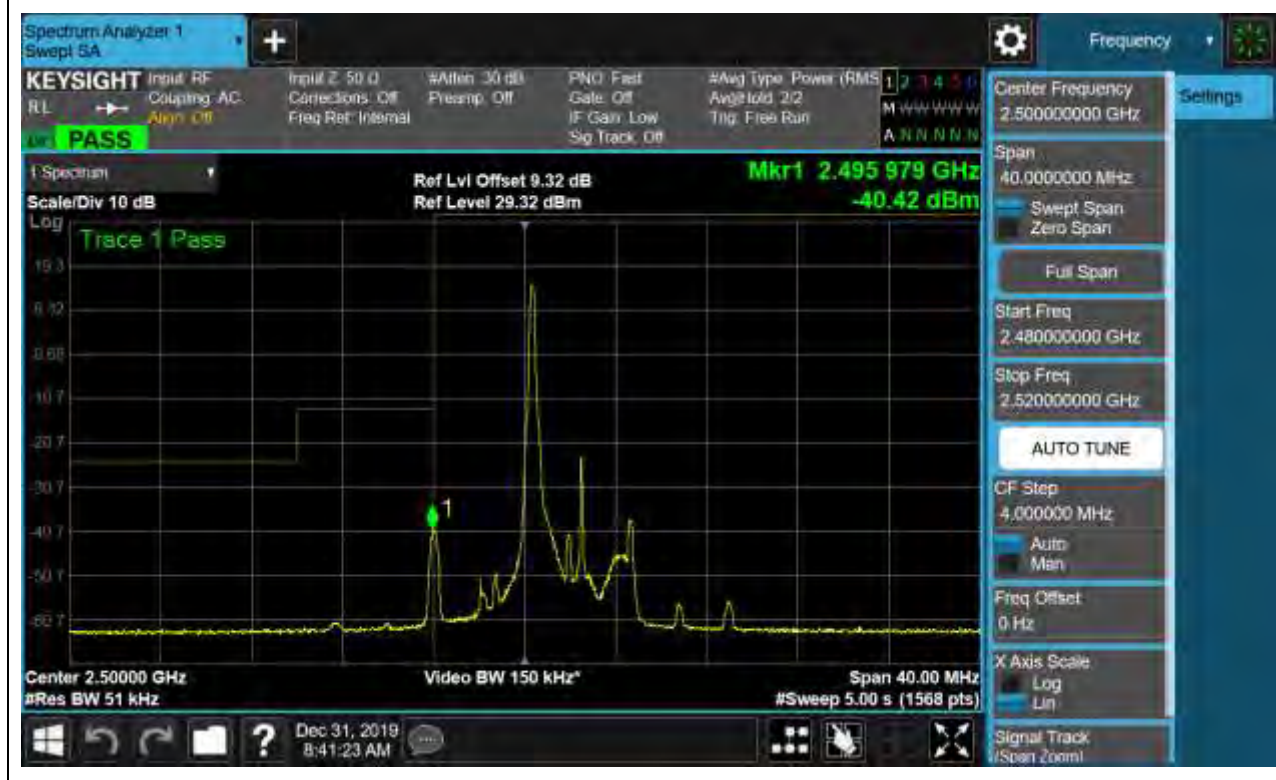 Spectrum Analyzer 1
Swept SA
+
Frequency
KEYSIGHT Input: RF
RL
Coupling: AC
Align: Off
Input Z: 50 Ω
Corrections: Off
Freq Ref: Internal
#Atten: 30 dB
Preamp: Off
PNO: Fast
Gate: Off
IF Gain: Low
Sig Track: Off
#Avg Type: Power (RMS
Avg|Hold: 2/2
Trig: Free Run
1 2 3 4 5 6
M W W W W W
A N N N N N
PASS
1 Spectrum
Scale/Div 10 dB
Ref Lvl Offset 9.32 dB
Ref Level 29.32 dBm
Mkr1 2.495 979 GHz
-40.42 dBm
Log
Trace 1 Pass
19.3
9.32
-0.68
-10.7
-20.7
-30.7
-40.7
-50.7
-60.7
1
Center 2.50000 GHz
#Res BW 51 kHz
Video BW 150 kHz*
Span 40.00 MHz
#Sweep 5.00 s (1568 pts)
Dec 31, 2019
8:41:23 AM
?
Center Frequency
2.500000000 GHz
Settings
Span
40.0000000 MHz
Swept Span
Zero Span
Full Span
Start Freq
2.480000000 GHz
Stop Freq
2.520000000 GHz
AUTO TUNE
CF Step
4.000000 MHz
Auto
Man
Freq Offset
0 Hz
X Axis Scale
Log
Lin
Signal Track
(Span Zoom)